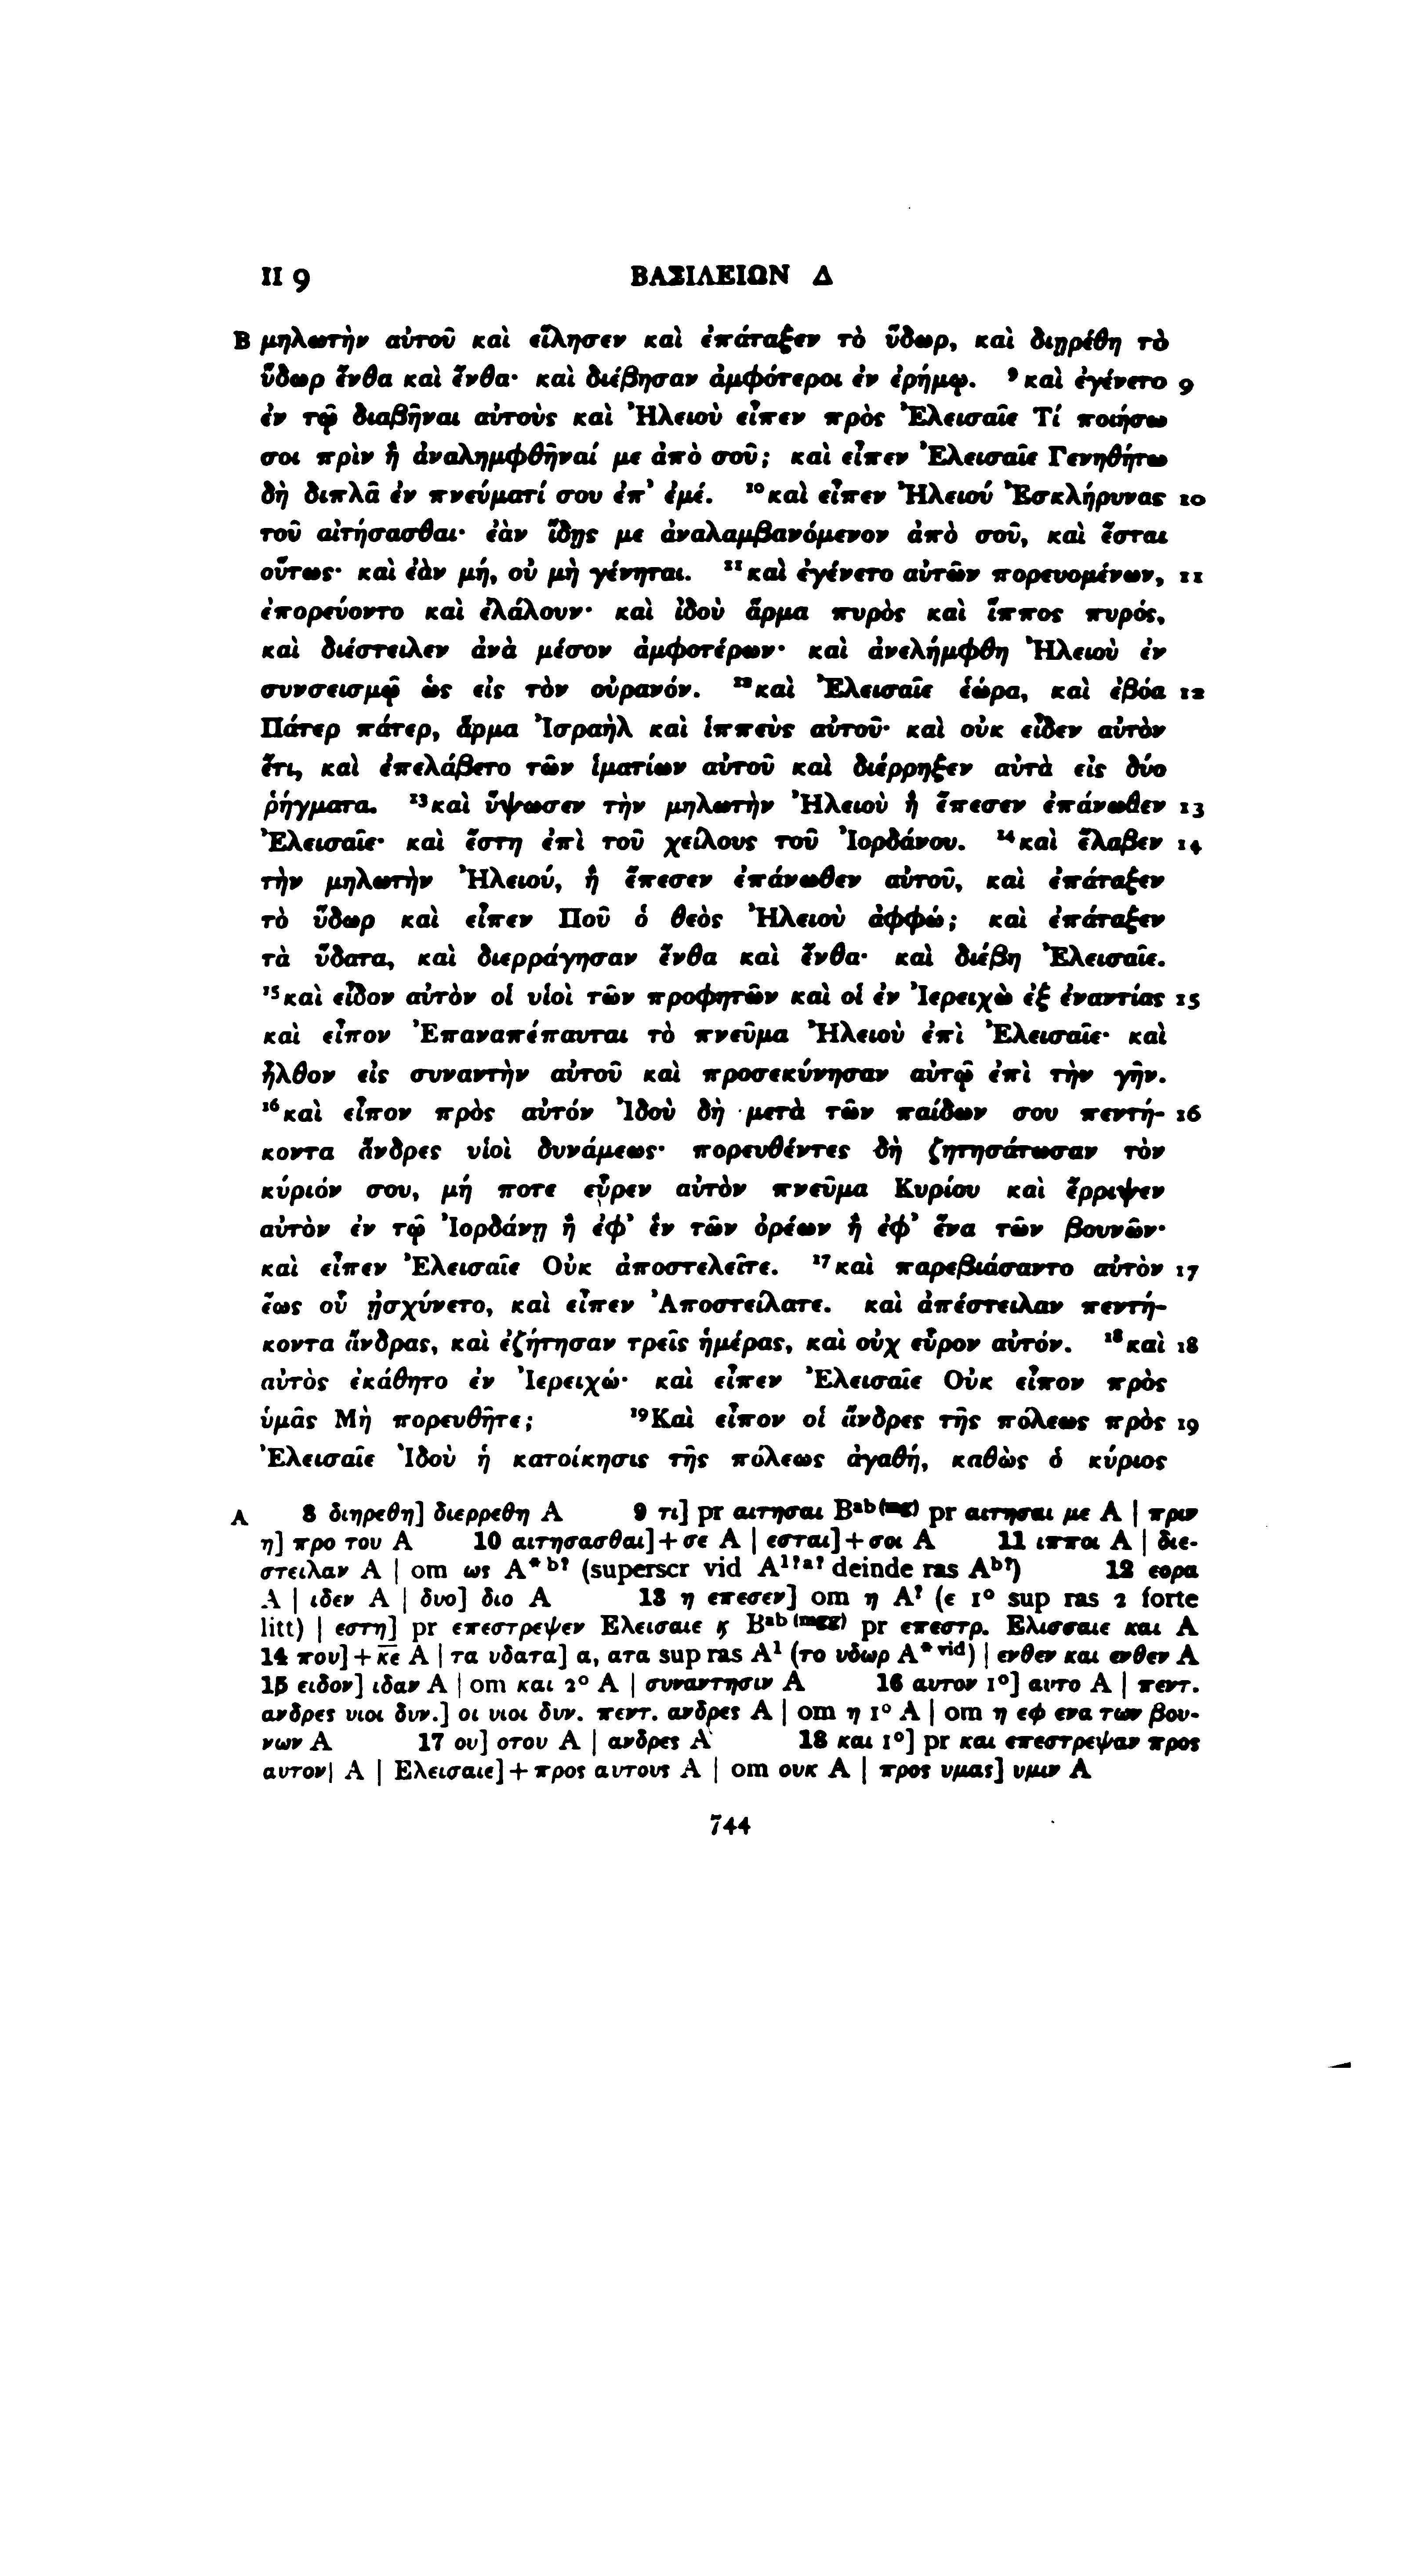 II 9 ΒΑΣΙΛΕΙΩΝ Δ
B μηλωτὴν αὐτοῦ καὶ εἵλησεν καὶ ἐπάταξεν τὸ ὕδωρ, καὶ διῃρέθη τὸ
ὕδωρ ἔνθα καὶ ἔνθα· καὶ διέβησαν ἀμφότεροι ἐν ἐρήμῳ. ⁹καὶ ἐγένετο 9
ἐν τῷ διαβῆναι αὐτοὺς καὶ Ἠλειοὺ εἶπεν πρὸς Ἐλεισαῖε Τί ποιήσω
σοι πρὶν ἢ ἀναλημφθῆναί με ἀπὸ σοῦ; καὶ εἶπεν Ἐλεισαῖε Γενηθήτω
δὴ διπλᾶ ἐν πνεύματί σου ἐπ᾽ ἐμέ. ¹⁰καὶ εἶπεν Ἠλειού Ἐσκλήρυνας 10
τοῦ αἰτήσασθαι· ἐὰν ἴδῃς με ἀναλαμβανόμενον ἀπὸ σοῦ, καὶ ἔσται
οὕτως· καὶ ἐὰν μή, οὐ μὴ γένηται. ¹¹καὶ ἐγένετο αὐτῶν πορευομένων, 11
ἐπορεύοντο καὶ ἐλάλουν· καὶ ἰδοὺ ἅρμα πυρὸς καὶ ἵππος πυρός,
καὶ διέστειλεν ἀνὰ μέσον ἀμφοτέρων· καὶ ἀνελήμφθη Ἠλειοὺ ἐν
συνσεισμῷ ὡς εἰς τὸν οὐρανόν. ¹²καὶ Ἐλεισαῖε ἑώρα, καὶ ἐβόα 12
Πάτερ πάτερ, ἅρμα Ἰσραὴλ καὶ ἱππεὺς αὐτοῦ· καὶ οὐκ εἶδεν αὐτὸν
ἔτι, καὶ ἐπελάβετο τῶν ἱματίων αὐτοῦ καὶ διέρρηξεν αὐτὰ εἰς δύο
ῥήγματα. ¹³καὶ ὕψωσεν τὴν μηλωτὴν Ἠλειοὺ ἣ ἔπεσεν ἐπάνωθεν 13
Ἐλεισαῖε· καὶ ἔστη ἐπὶ τοῦ χείλους τοῦ Ἰορδάνου. ¹⁴καὶ ἔλαβεν 14
τὴν μηλωτὴν Ἠλειού, ἣ ἔπεσεν ἐπάνωθεν αὐτοῦ, καὶ ἐπάταξεν
τὸ ὕδωρ καὶ εἶπεν Ποῦ ὁ θεὸς Ἠλειοὺ ἀφφώ; καὶ ἐπάταξεν
τὰ ὕδατα, καὶ διερράγησαν ἔνθα καὶ ἔνθα· καὶ διέβη Ἐλεισαῖε.
¹⁵καὶ εἶδον αὐτὸν οἱ υἱοὶ τῶν προφητῶν καὶ οἱ ἐν Ἰερειχὼ ἐξ ἐναντίας 15
καὶ εἶπον Ἐπαναπέπαυται τὸ πνεῦμα Ἠλειοὺ ἐπὶ Ἐλεισαῖε· καὶ
ἦλθον εἰς συναντὴν αὐτοῦ καὶ προσεκύνησαν αὐτῷ ἐπὶ τὴν γῆν.
¹⁶καὶ εἶπον πρὸς αὐτόν Ἰδοὺ δὴ μετὰ τῶν παίδων σου πεντή- 16
κοντα ἄνδρες υἱοὶ δυνάμεως· πορευθέντες δὴ ζητησάτωσαν τὸν
κύριόν σου, μή ποτε εὗρεν αὐτὸν πνεῦμα Κυρίου καὶ ἔρριψεν
αὐτὸν ἐν τῷ Ἰορδάνῃ ἢ ἐφ᾽ ἓν τῶν ὀρέων ἢ ἐφ᾽ ἕνα τῶν βουνῶν·
καὶ εἶπεν Ἐλεισαῖε Οὐκ ἀποστελεῖτε. ¹⁷καὶ παρεβιάσαντο αὐτὸν 17
ἕως οὗ ᾐσχύνετο, καὶ εἶπεν Ἀποστείλατε. καὶ ἀπέστειλαν πεντή-
κοντα ἄνδρας, καὶ ἐζήτησαν τρεῖς ἡμέρας, καὶ οὐχ εὗρον αὐτόν. ¹⁸καὶ 18
αὐτὸς ἐκάθητο ἐν Ἰερειχώ· καὶ εἶπεν Ἐλεισαῖε Οὐκ εἶπον πρὸς
ὑμᾶς Μὴ πορευθῆτε; ¹⁹Καὶ εἶπον οἱ ἄνδρες τῆς πόλεως πρὸς 19
Ἐλεισαῖε Ἰδοὺ ἡ κατοίκησις τῆς πόλεως ἀγαθή, καθὼς ὁ κύριος
A 8 διηρεθη] διερρεθη A 9 τι] pr αιτησαι Bᵃᵇ⁽ᵐᵍ⁾ pr αιτησαι με A | πριν
η] προ του A 10 αιτησασθαι]+σε A | εσται]+σοι A 11 ιπποι A | διε-
στειλαν A | om ως A*ᵇ? (superscr vid A¹?ᵃ? deinde ras Aᵇ?) 12 εορα
A | ιδεν A | δυο] διο A 13 η επεσεν] om η A? (ε 1° sup ras 2 forte
litt) | εστη] pr επεστρεψεν Ελεισαιε ϗ Bᵃᵇ⁽ᵐᵍᵍ⁾ pr επεστρ. Ελισσαιε και A
14 που]+κ̅ε̅ A | τα υδατα] α, ατα sup ras A¹ (το υδωρ A*ᵛⁱᵈ) | ενθεν και ενθεν A
15 ειδον] ιδαν A | om και 2° A | συναντησιν A 16 αυτον 1°] αυτο A | πεντ.
ανδρες υιοι δυν.] οι υιοι δυν. πεντ. ανδρες A | om η 1° A | om η εφ ενα των βου-
νων A 17 ου] οτου A | ανδρες A 18 και 1°] pr και επεστρεψαν προς
αυτον| A | Ελεισαιε]+προς αυτους A | om ουκ A | προς υμας] υμιν A
744